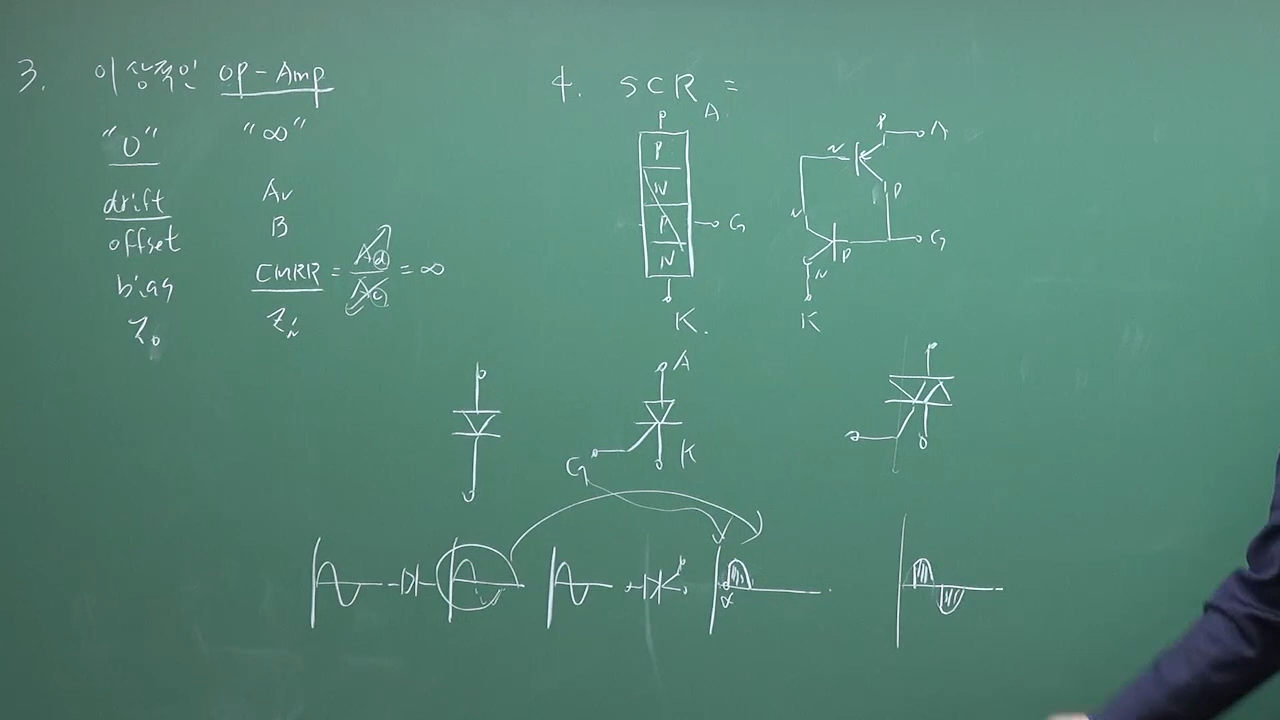 3. 이상적인 OP-Amp
"0" "∞"
drift Av
offset B
bias CMRR = Ad/Ac = ∞
Zo Zi
4. SCR =
A.
P
P
N
P
N
G
K.
P A
N
P
N
P G
N
K
A
G K
α